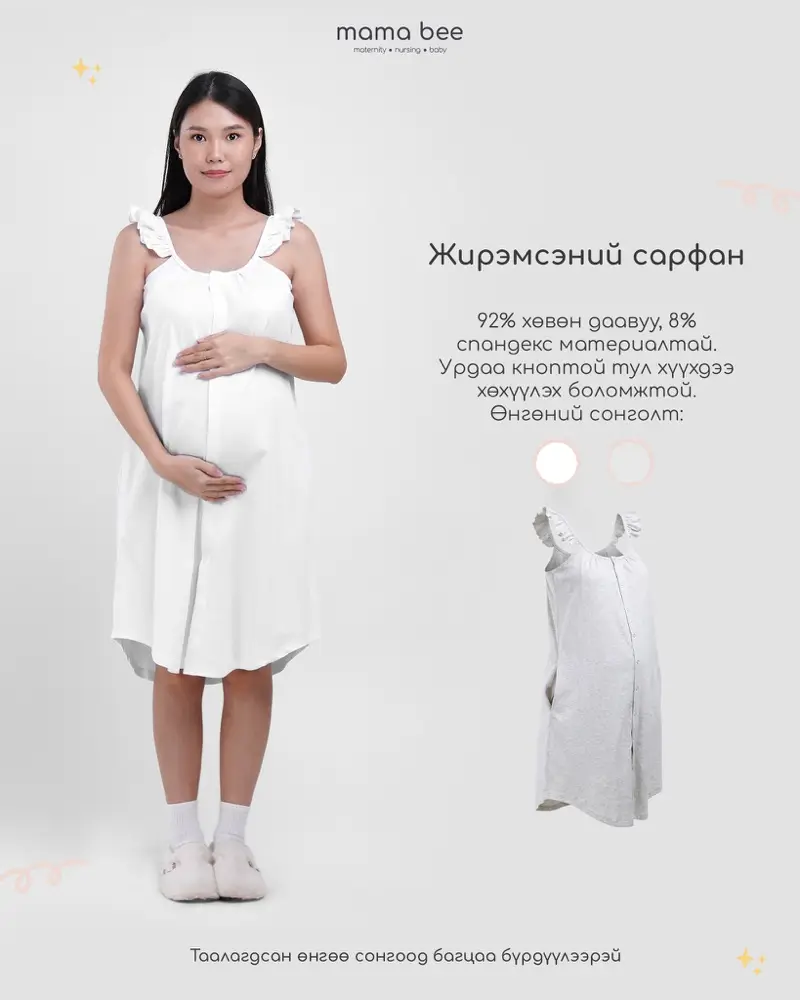 mama bee
maternity • nursing • baby
Жирэмсэний сарфан
92% хөвөн даавуу, 8%
спандекс материалтай.
Урдаа кноптой тул хүүхдээ
хөхүүлэх боломжтой.
Өнгөний сонголт:
Таалагдсан өнгөө сонгоод багцаа бүрдүүлээрэй